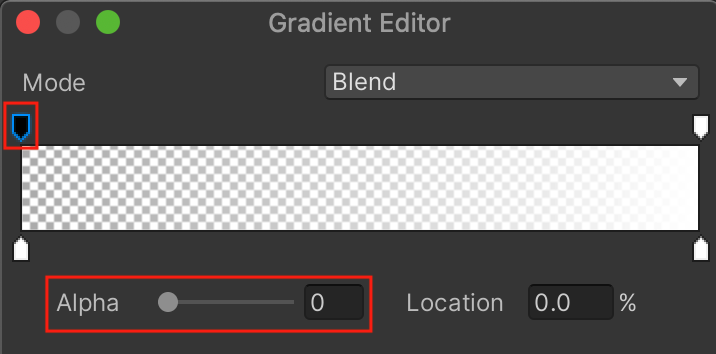 Gradient Editor
Mode Blend
Alpha 0 Location 0.0 %